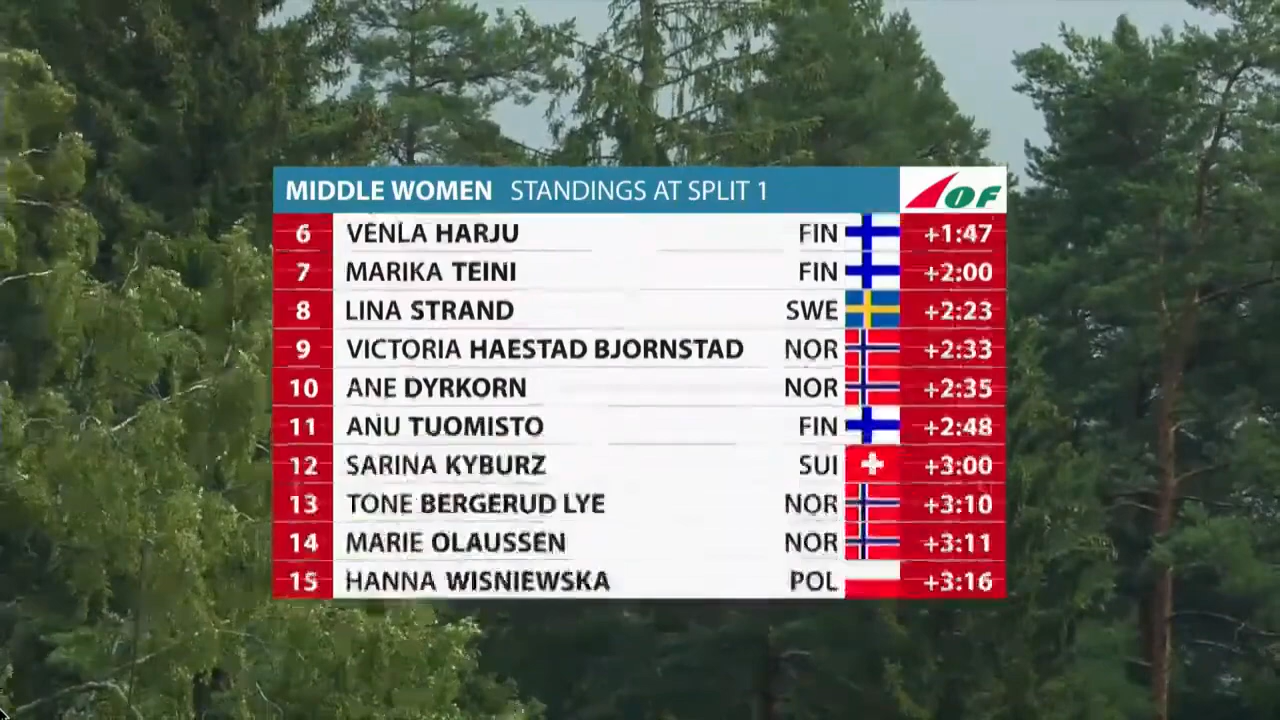 MIDDLE WOMEN STANDINGS AT SPLIT 1 IOF
6 VENLA HARJU FIN +1:47
7 MARIKA TEINI FIN +2:00
8 LINA STRAND SWE +2:23
9 VICTORIA HAESTAD BJORNSTAD NOR +2:33
10 ANE DYRKORN NOR +2:35
11 ANU TUOMISTO FIN +2:48
12 SARINA KYBURZ SUI +3:00
13 TONE BERGERUD LYE NOR +3:10
14 MARIE OLAUSSEN NOR +3:11
15 HANNA WISNIEWSKA POL +3:16